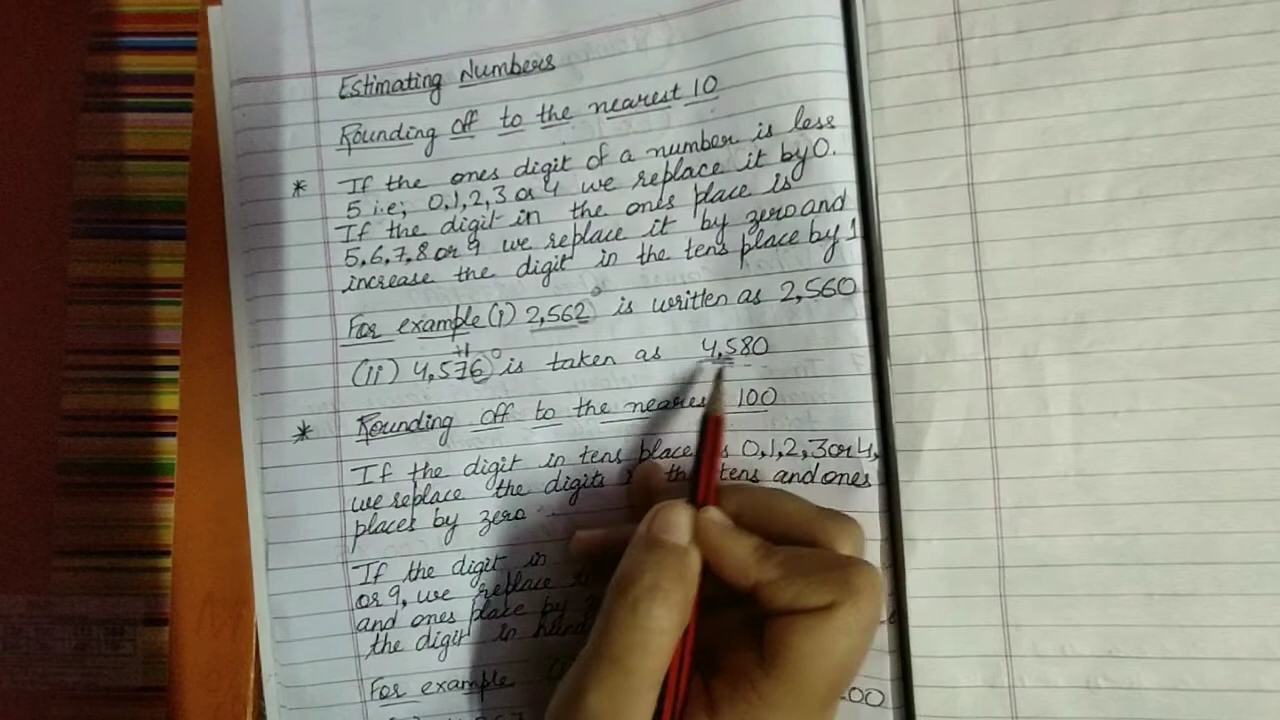 Estimating Numbers
Rounding off to the nearest 10
* If the ones digit of a number is less
5 i.e; 0,1,2,3 or 4 we replace it by 0.
If the digit in the ones place is
5,6,7,8 or 9 we replace it by zero and
increase the digit in the tens place by 1
For example (i) 2,562 0 is written as 2,560
+1
(ii) 4,576 0 is taken as 4,580
* Rounding off to the nearest 100
If the digit in tens place is 0,1,2,3 or 4,
we replace the digits the tens and ones
places by zero
If the digit in
or 9, we replace
and ones place by
the digit in
For example 00